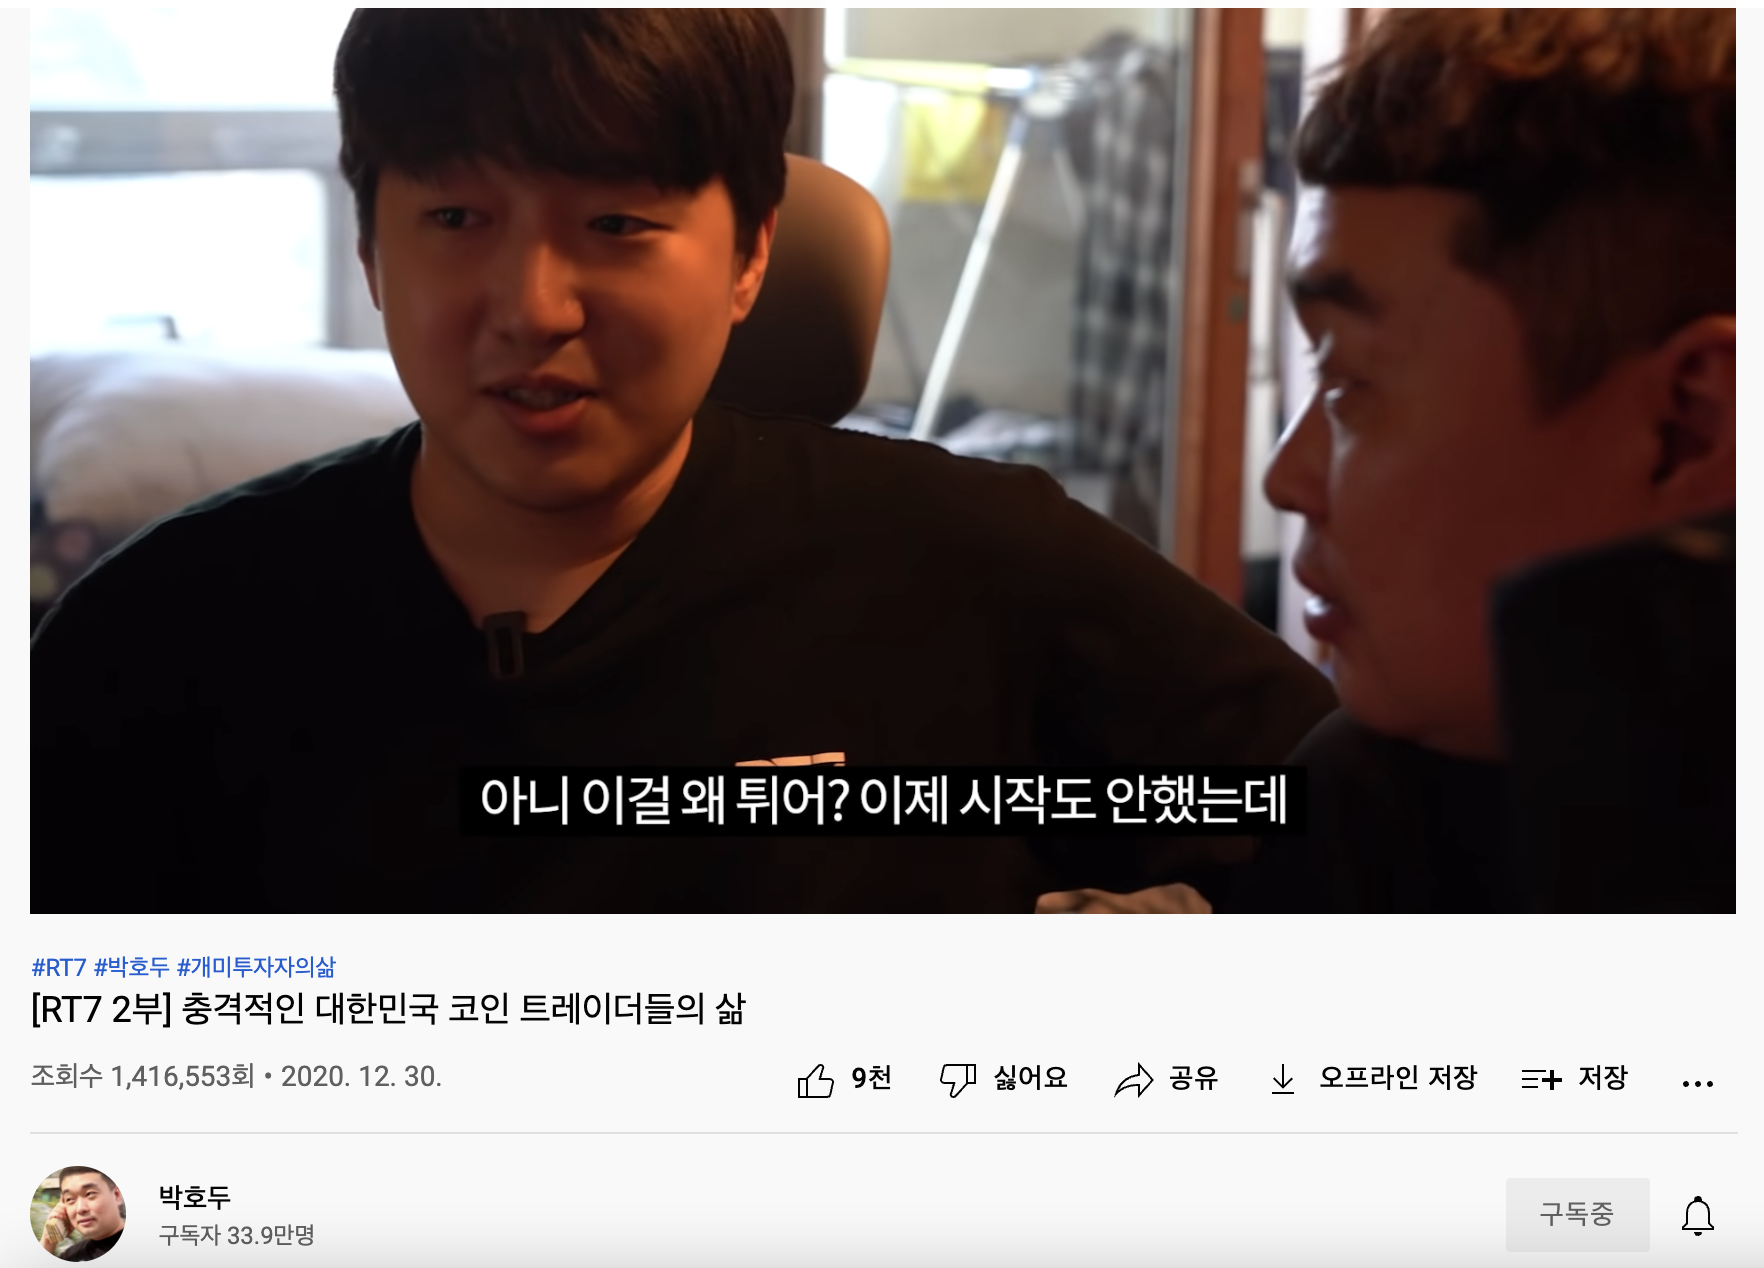 아니 이걸 왜 튀어? 이제 시작도 안했는데
#RT7 #박호두 #개미투자자의삶
[RT7 2부] 충격적인 대한민국 코인 트레이더들의 삶
조회수 1,416,553회 • 2020. 12. 30.
9천 싫어요 공유 오프라인 저장 저장
박호두
구독자 33.9만명
구독중